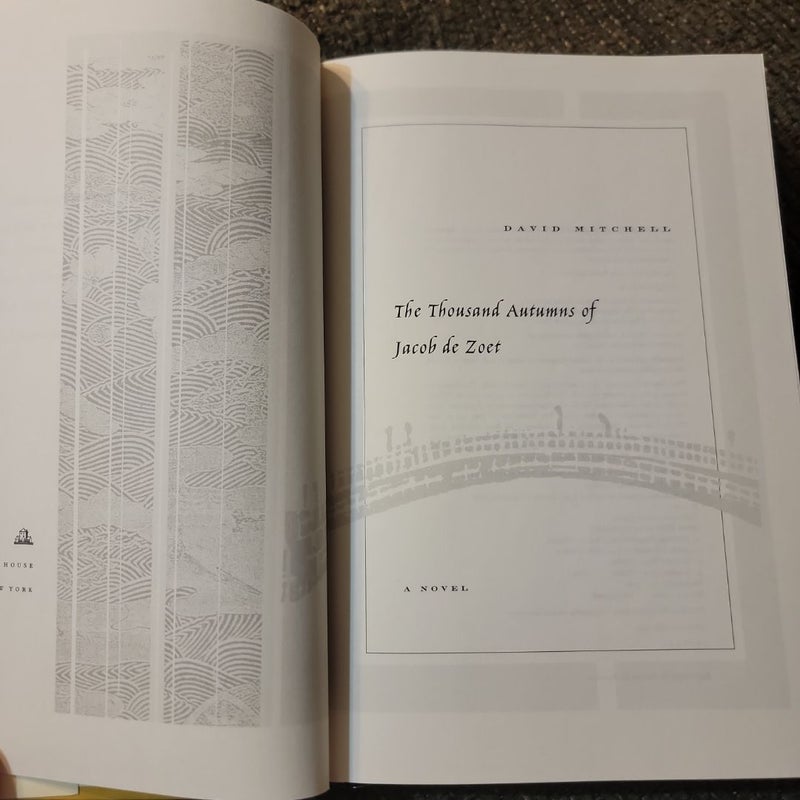 HOUSE
YORK
DAVID MITCHELL
The Thousand Autumns of
Jacob de Zoet
A NOVEL